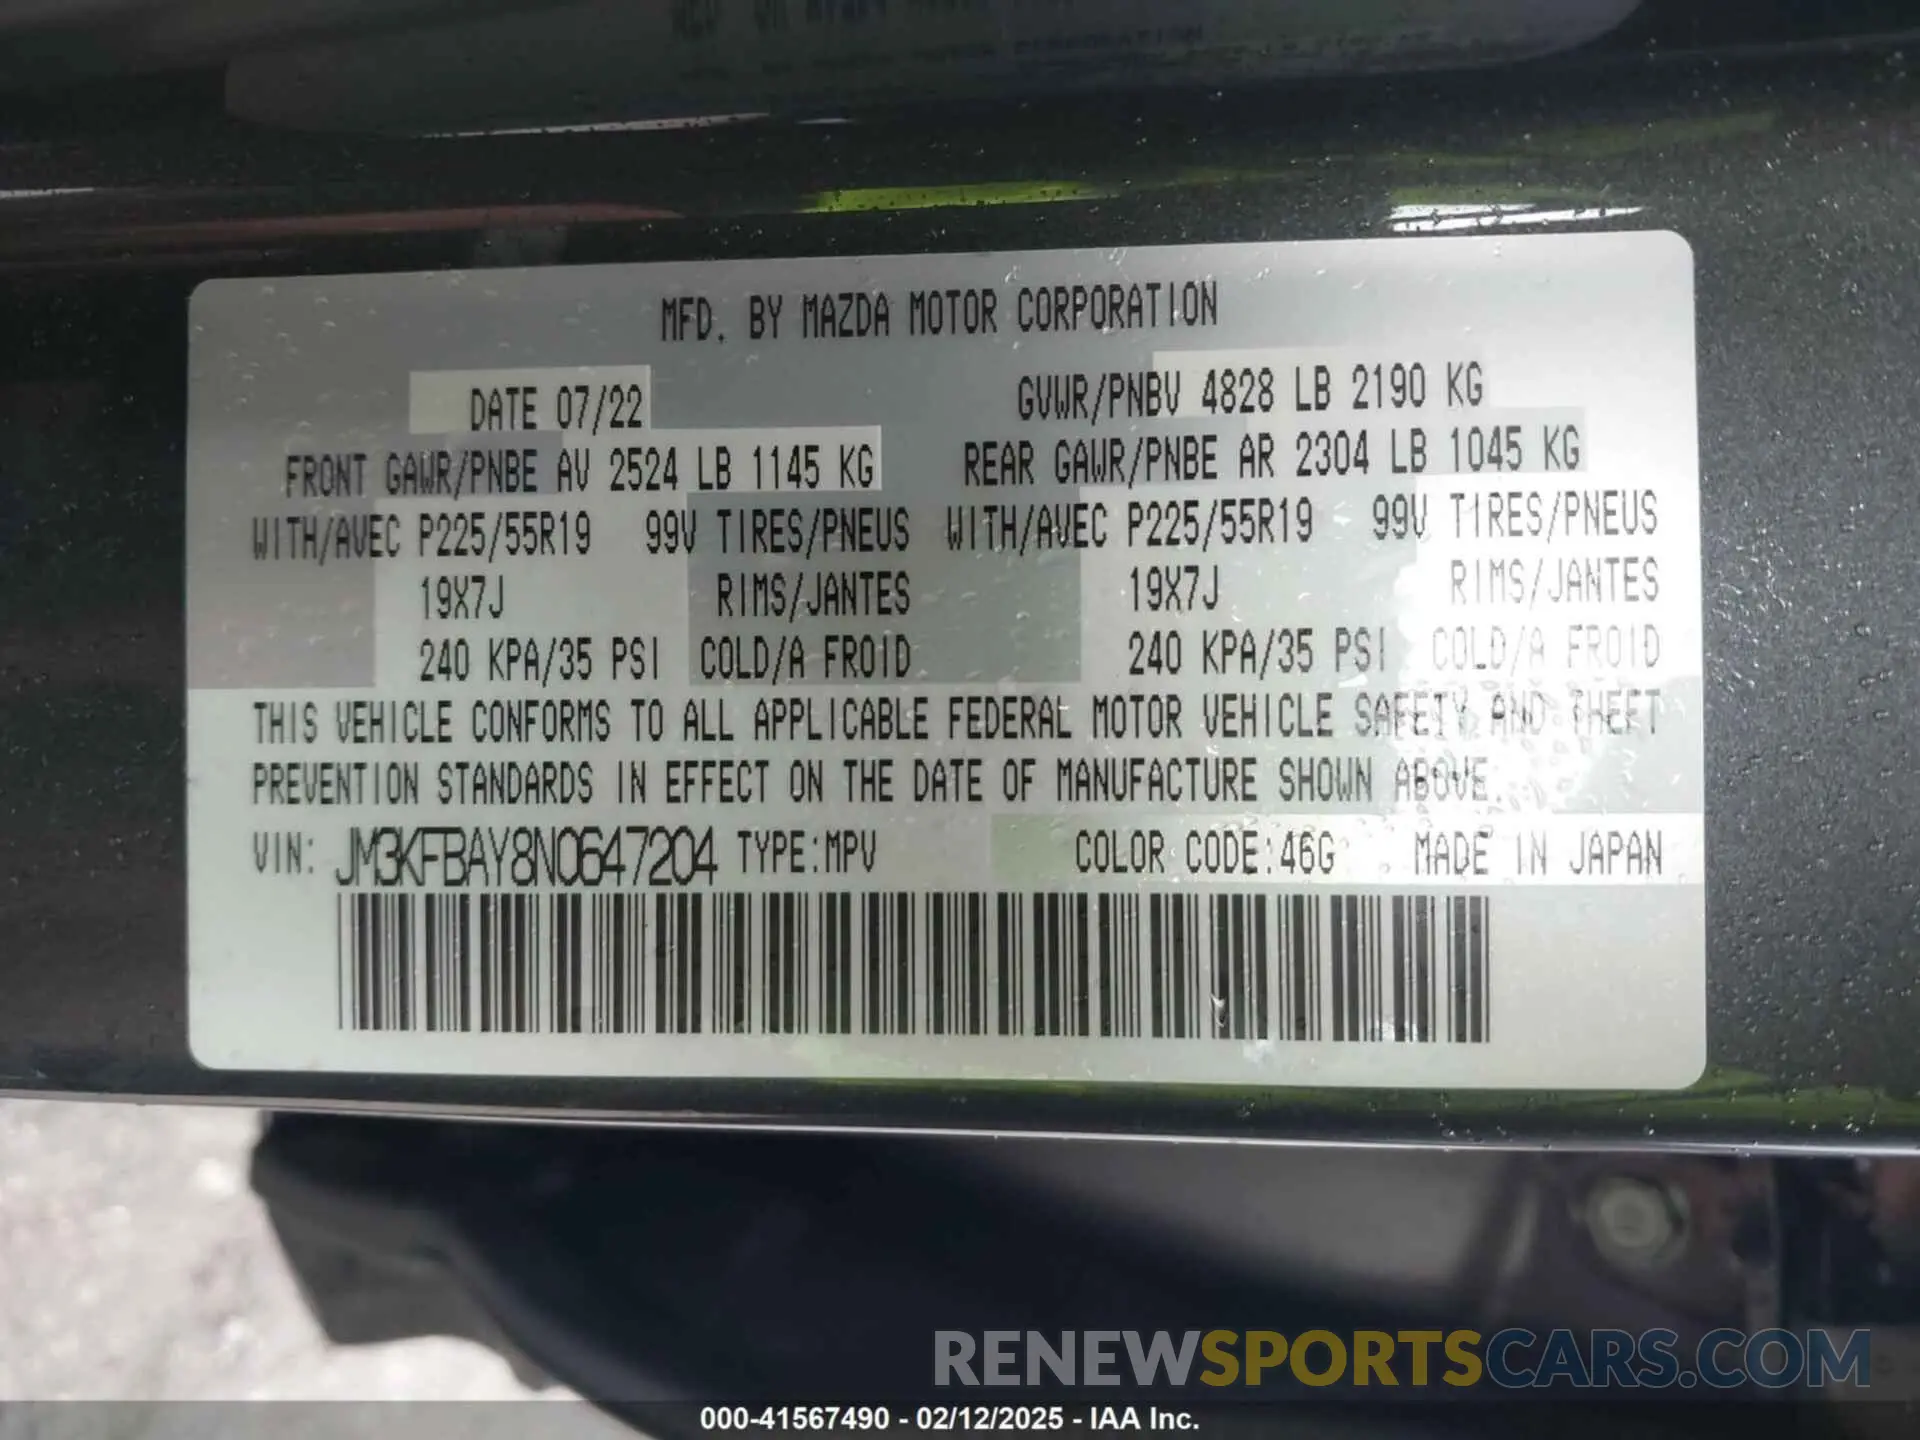 MFD. BY MAZDA MOTOR CORPORATION
DATE 07/22 GVWR/PNBV 4828 LB 2190 KG
FRONT GAWR/PNBE AV 2524 LB 1145 KG REAR GAWR/PNBE AR 2304 LB 1045 KG
WITH/AVEC P225/55R19 99V TIRES/PNEUS WITH/AVEC P225/55R19 99V TIRES/PNEUS
19X7J RIMS/JANTES 19X7J RIMS/JANTES
240 KPA/35 PSI COLD/A FROID 240 KPA/35 PSI COLD/A FROID
THIS VEHICLE CONFORMS TO ALL APPLICABLE FEDERAL MOTOR VEHICLE SAFETY AND THEFT
PREVENTION STANDARDS IN EFFECT ON THE DATE OF MANUFACTURE SHOWN ABOVE.
VIN: JM3KFBAY8N0647204 TYPE:MPV COLOR CODE:46G MADE IN JAPAN
RENEWSPORTSCARS.COM
000-41567490 - 02/12/2025 - IAA Inc.